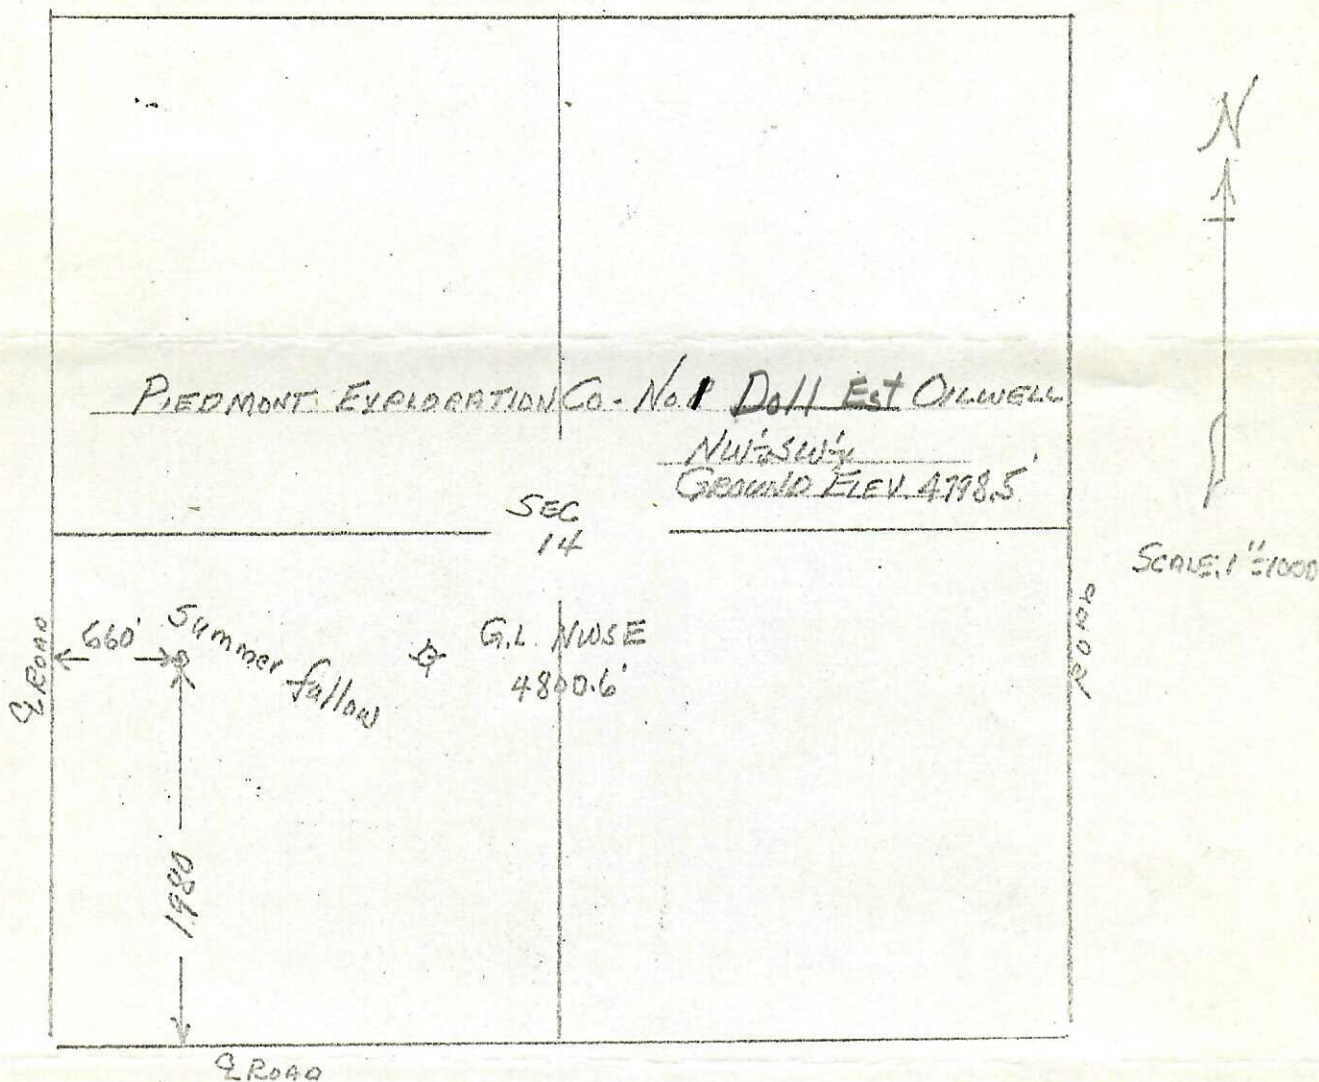 N
PIEDMONT EXPLORATION CO. No. 1 Doll Est OILWELL
NW¼SW¼
GROUND ELEV 4798.5'
SEC
14
SCALE, 1"=1000
℄ ROAD
660'
Summer fallow
G.L. NWSE
4800.6'
ROAD
1980
℄ ROAD